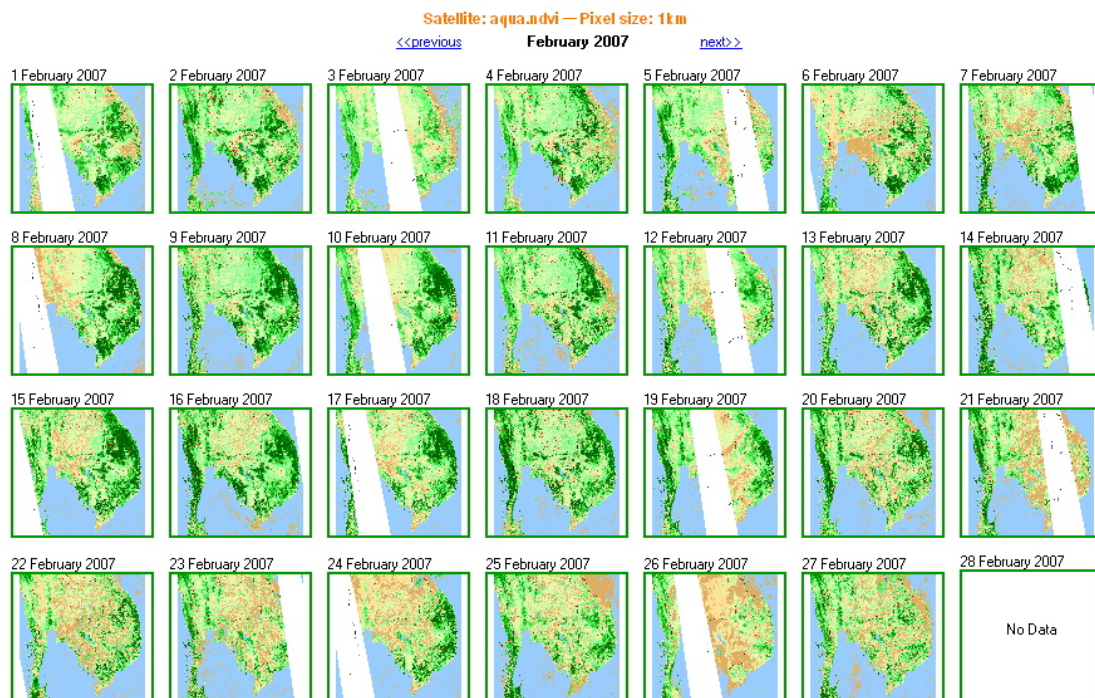 Satellite: aqua.ndvi — Pixel size: 1km
<<previous February 2007 next>>
1 February 2007 2 February 2007 3 February 2007 4 February 2007 5 February 2007 6 February 2007 7 February 2007
8 February 2007 9 February 2007 10 February 2007 11 February 2007 12 February 2007 13 February 2007 14 February 2007
15 February 2007 16 February 2007 17 February 2007 18 February 2007 19 February 2007 20 February 2007 21 February 2007
22 February 2007 23 February 2007 24 February 2007 25 February 2007 26 February 2007 27 February 2007 28 February 2007
No Data